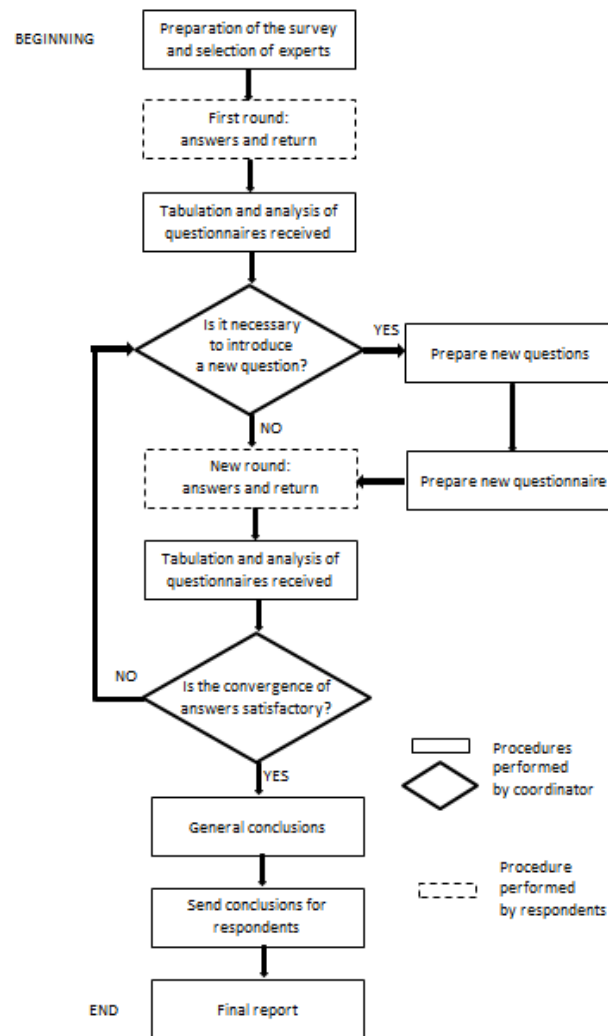 BEGINNING
Preparation of the survey
and selection of experts
First round:
answers and return
Tabulation and analysis of
questionnaires received
Is it necessary
to introduce
a new question?
YES
Prepare new questions
NO
New round:
answers and return
Prepare new questionnaire
Tabulation and analysis of
questionnaires received
NO
Is the convergence of
answers satisfactory?
YES
Procedures
performed
by coordinator
General conclusions
Procedure
performed
by respondents
Send conclusions for
respondents
END
Final report